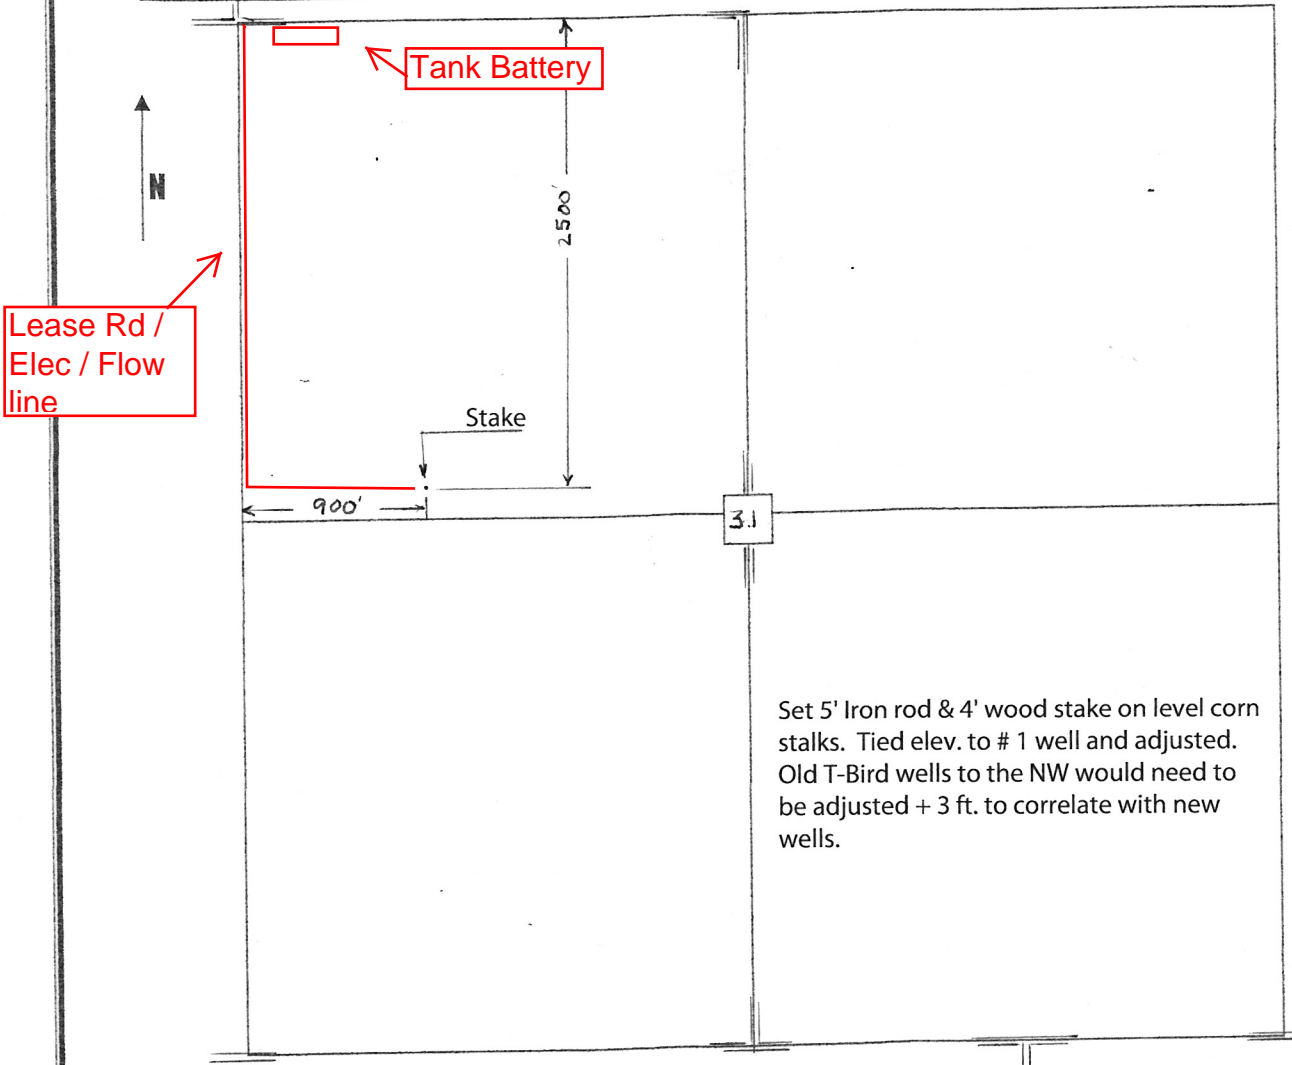 Tank Battery
N
2500'
Lease Rd /
Elec / Flow
line
Stake
900'
31
Set 5' Iron rod & 4' wood stake on level corn
stalks. Tied elev. to # 1 well and adjusted.
Old T-Bird wells to the NW would need to
be adjusted + 3 ft. to correlate with new
wells.